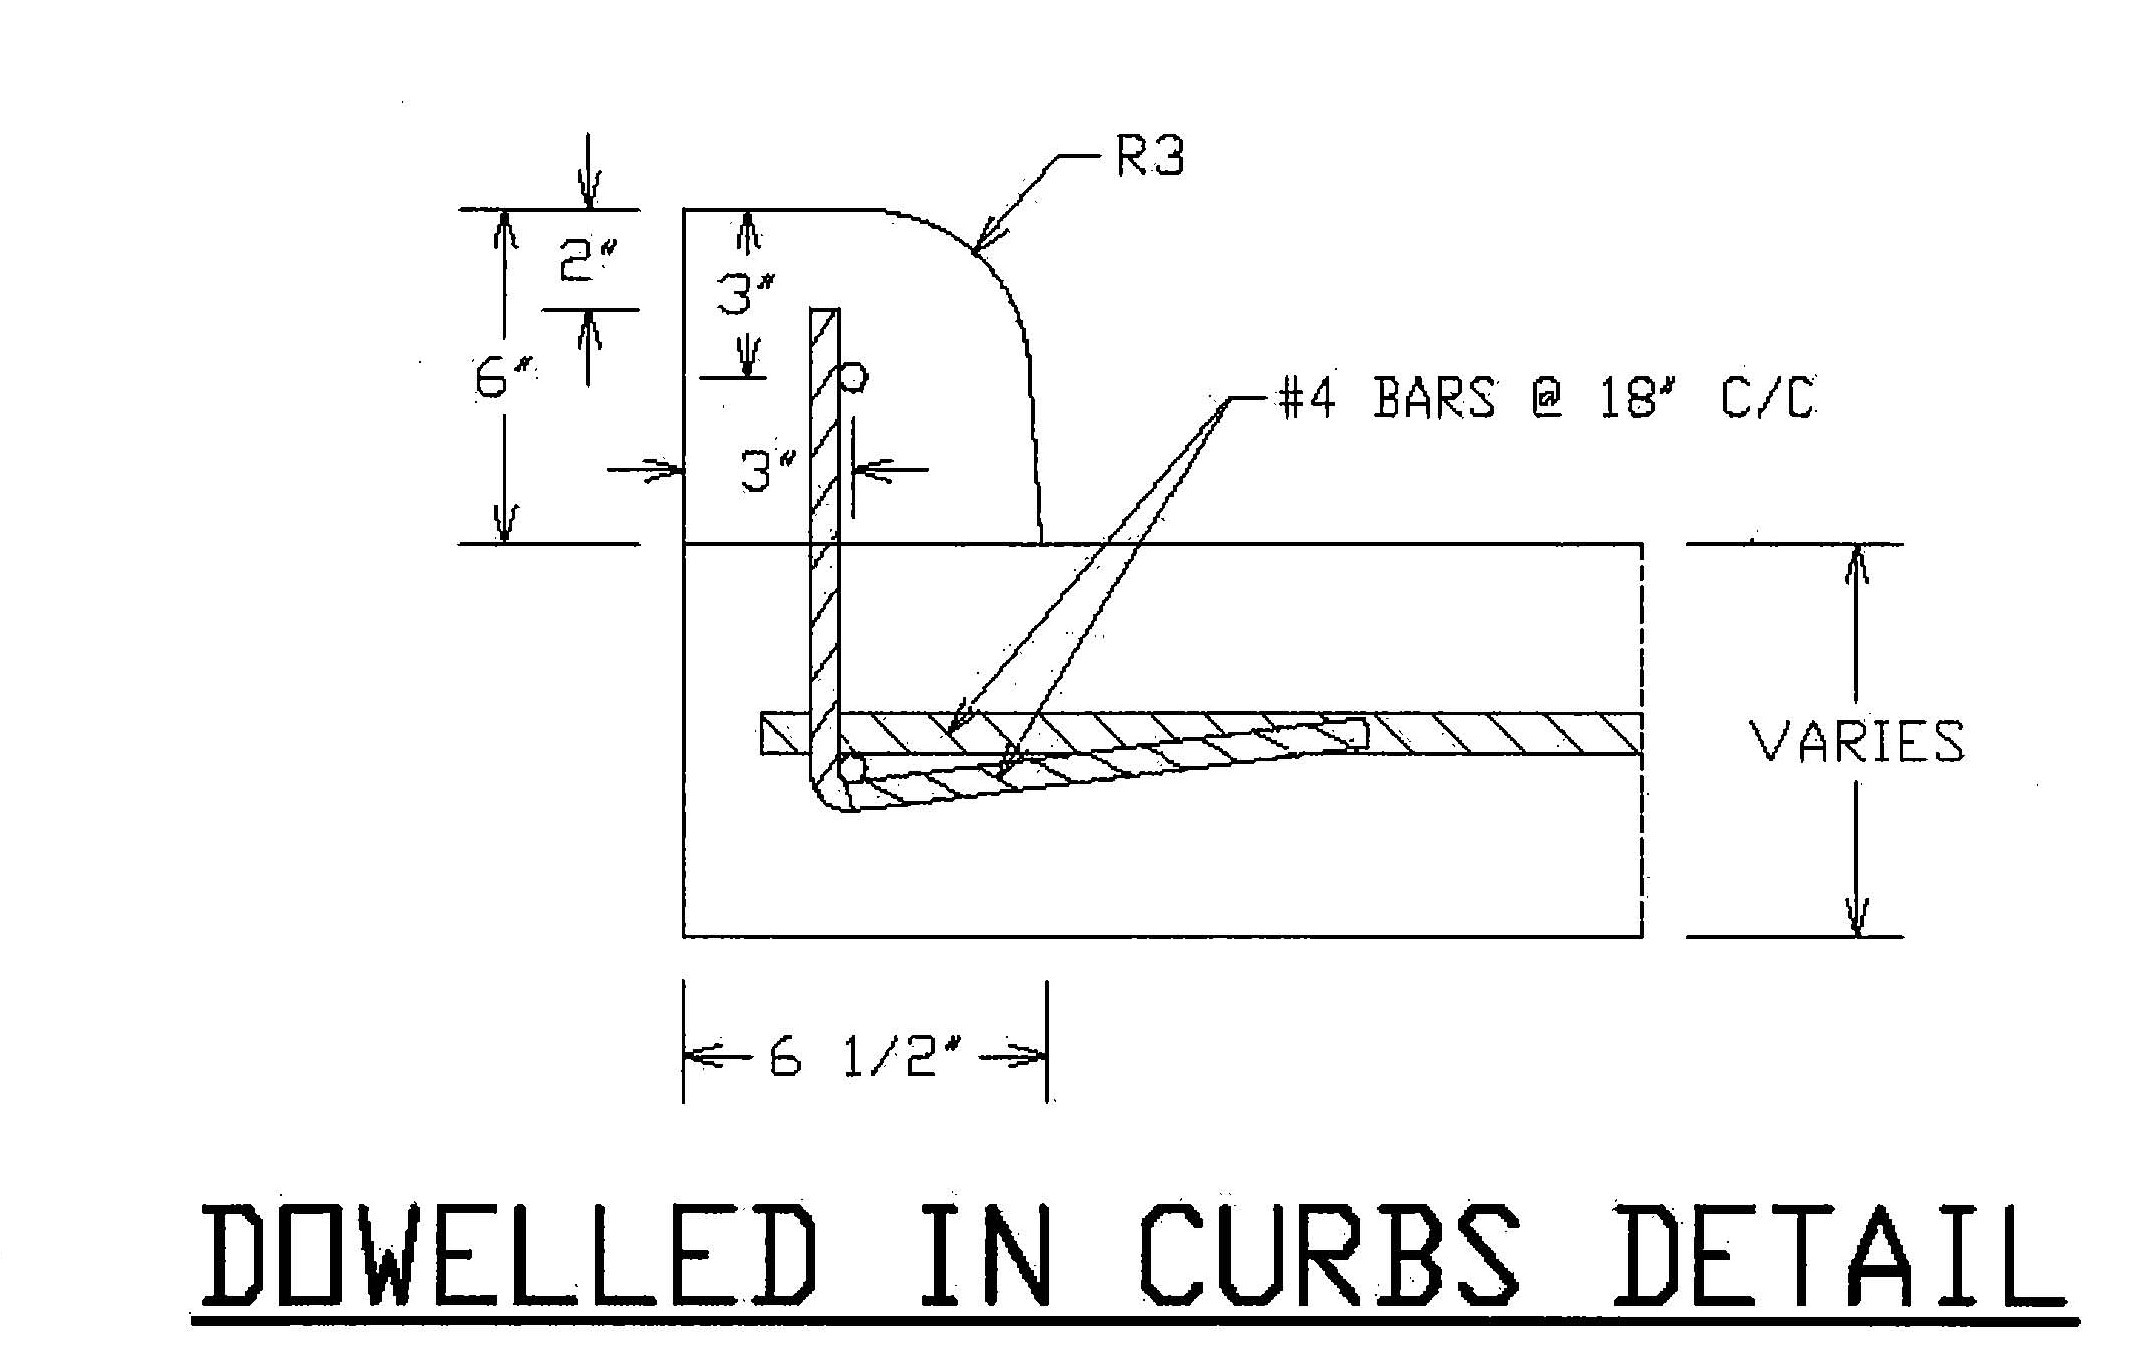 R3
2"
3"
6"
#4 BARS @ 18" C/C
3"
VARIES
6 1/2"
DOWELLED IN CURBS DETAIL